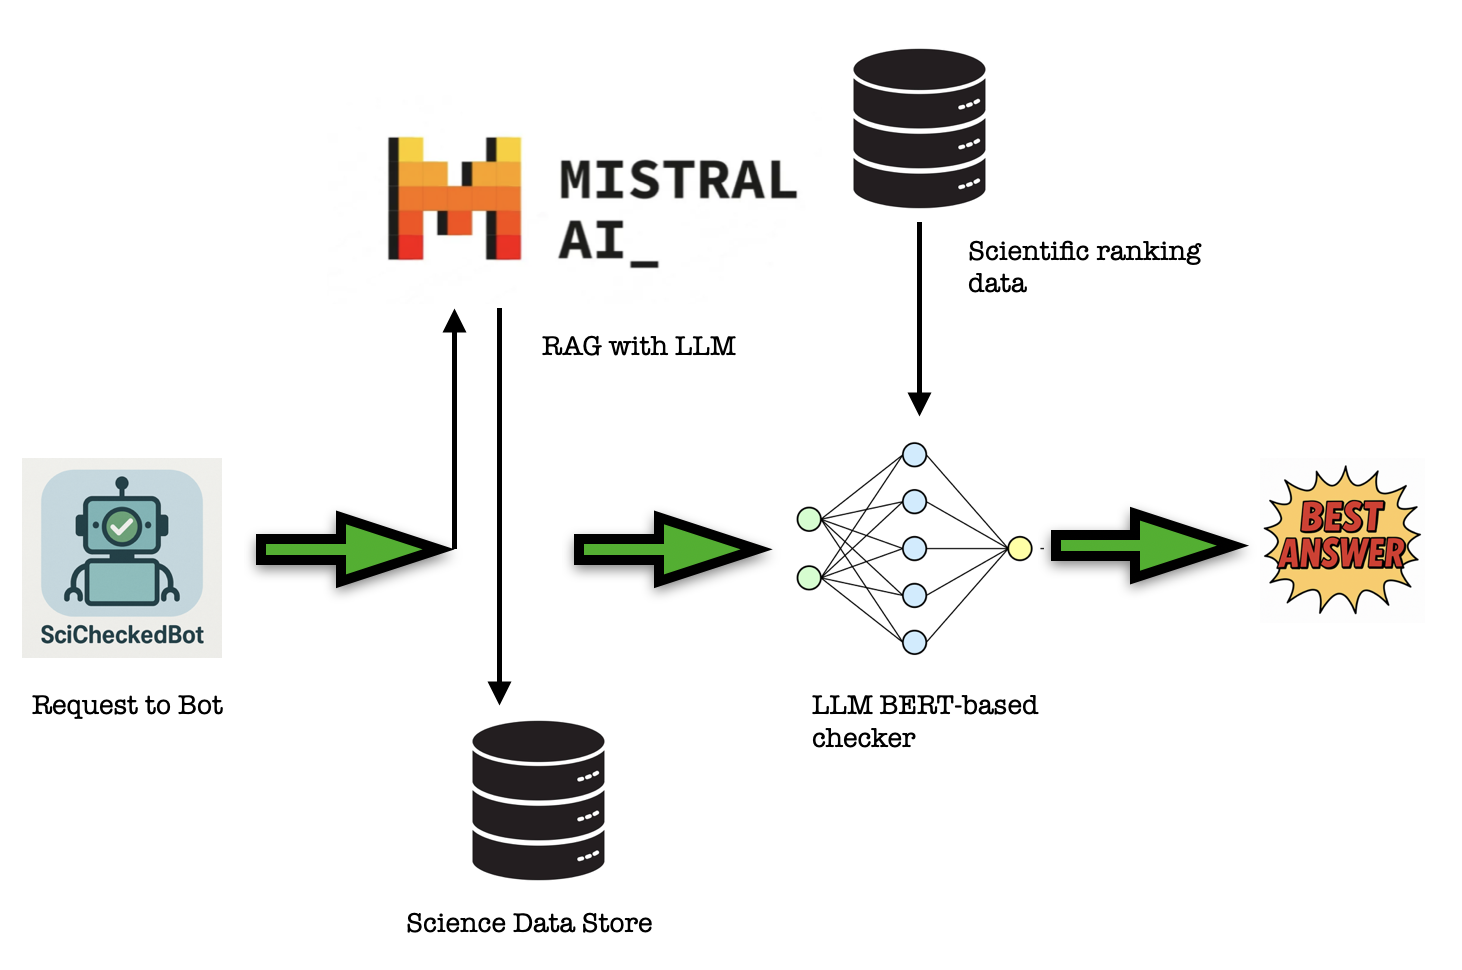 MISTRAL
AI_
Scientific ranking
data
RAG with LLM
SciCheckedBot
BEST
ANSWER
Request to Bot
LLM BERT-based
checker
Science Data Store